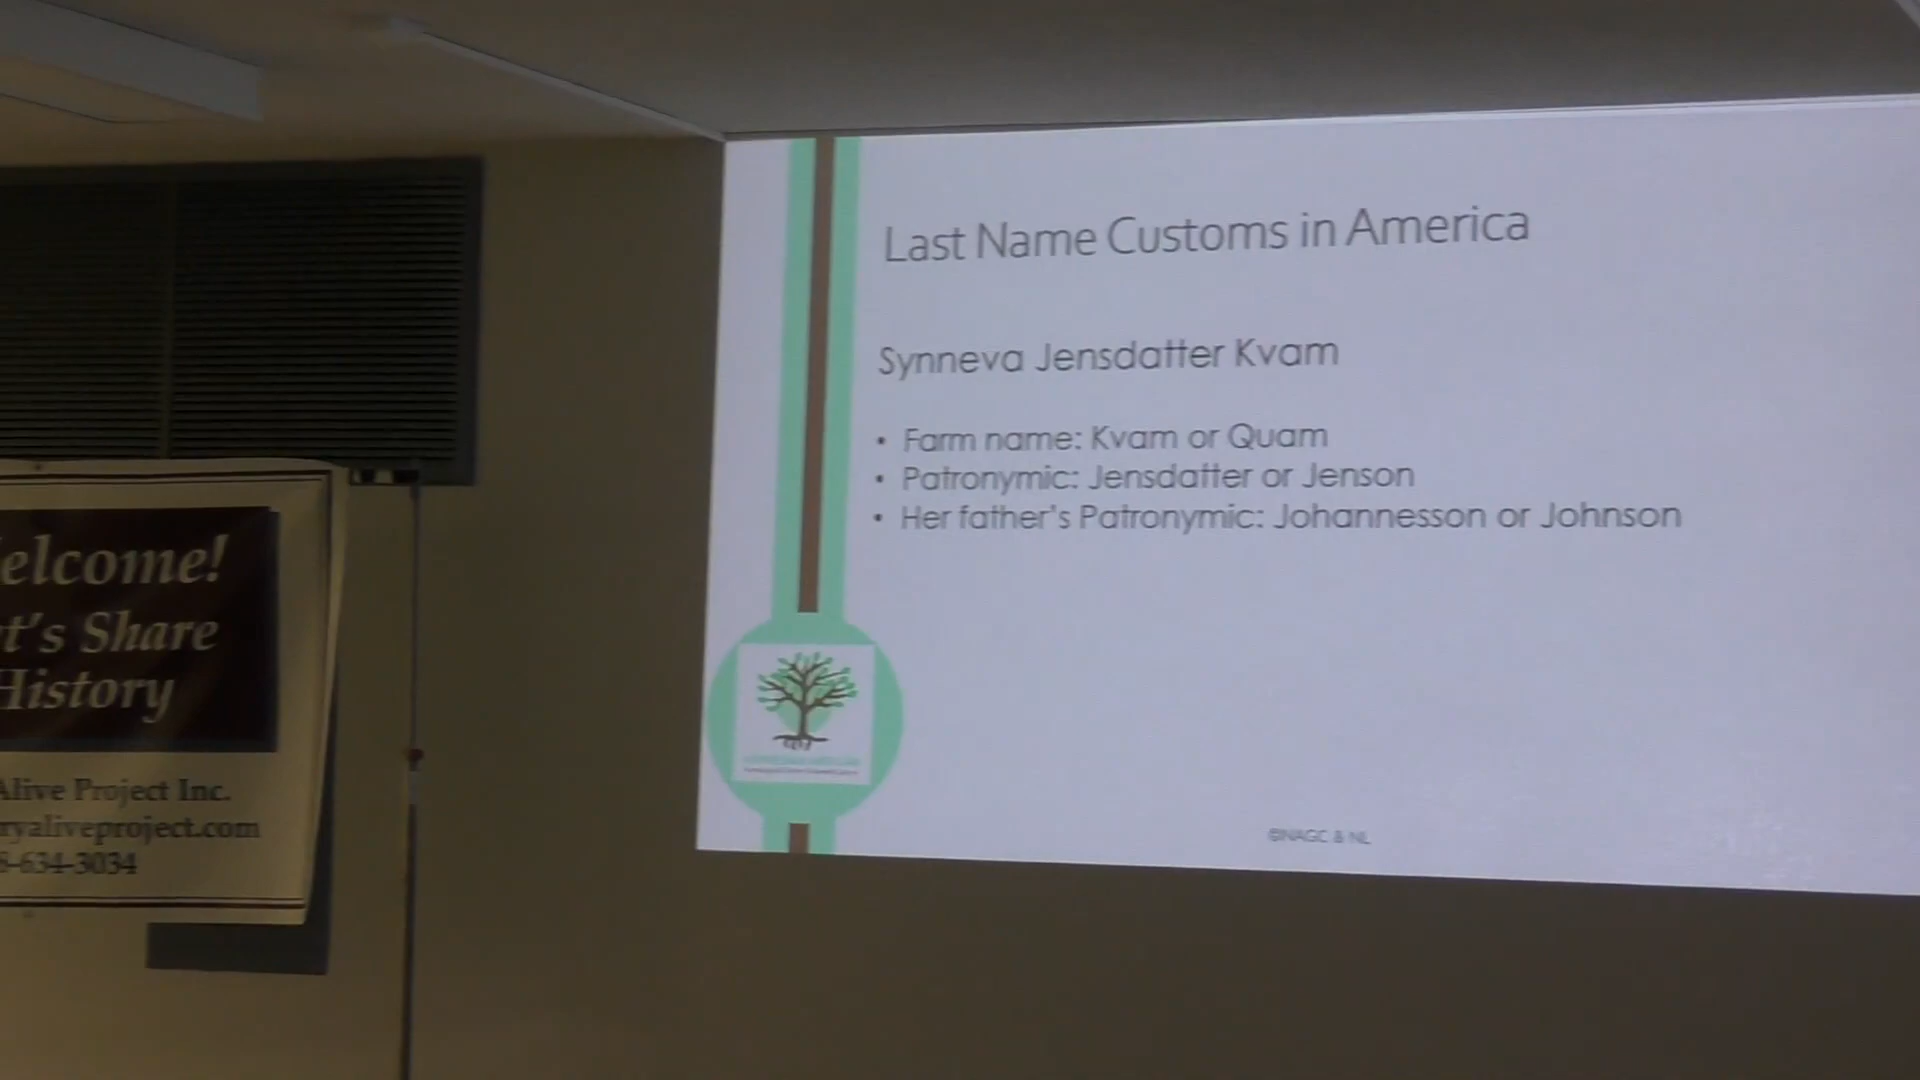 Last Name Customs in America
Synneva Jensdatter Kvam
• Farm name: Kvam or Quam
• Patronymic: Jensdatter or Jenson
• Her father's Patronymic: Johannesson or Johnson
©NAGC & NL
elcome!
t's Share
History
Alive Project Inc.
ryaliveproject.com
-634-3034